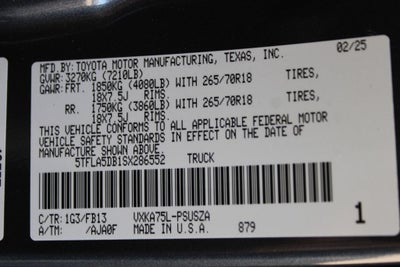 MFD BY: TOYOTA MOTOR MANUFACTURING, TEXAS, INC. 02/25
GVWR: 3270KG (7210LB)
GAWR: FRT. 1850KG (4080LB) WITH 265/70R18 TIRES,
18X7.5J RIMS.
RR. 1750KG (3860LB) WITH 265/70R18 TIRES,
18X7.5J RIMS.
THIS VEHICLE CONFORMS TO ALL APPLICABLE FEDERAL MOTOR
VEHICLE SAFETY STANDARDS IN EFFECT ON THE DATE OF
MANUFACTURE SHOWN ABOVE.
5TFLA5DB1SX286552 TRUCK
C/TR: 1G3/FB13 VXKA75L-PSUSZA
A/TM: /AJA0F MADE IN U.S.A. 879 1